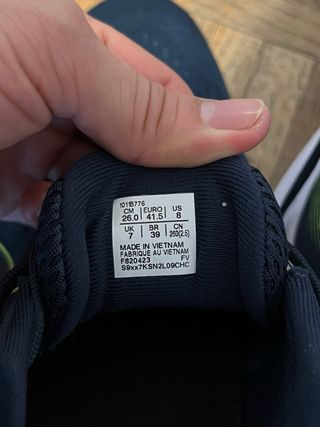 1011B776
CM EURO US
26.0 41.5 8
UK BR CN
7 39 260(2.5)
MADE IN VIETNAM
FABRIQUE AU VIETNAM
F820423 FV
S9xx7KSN2L09CHC